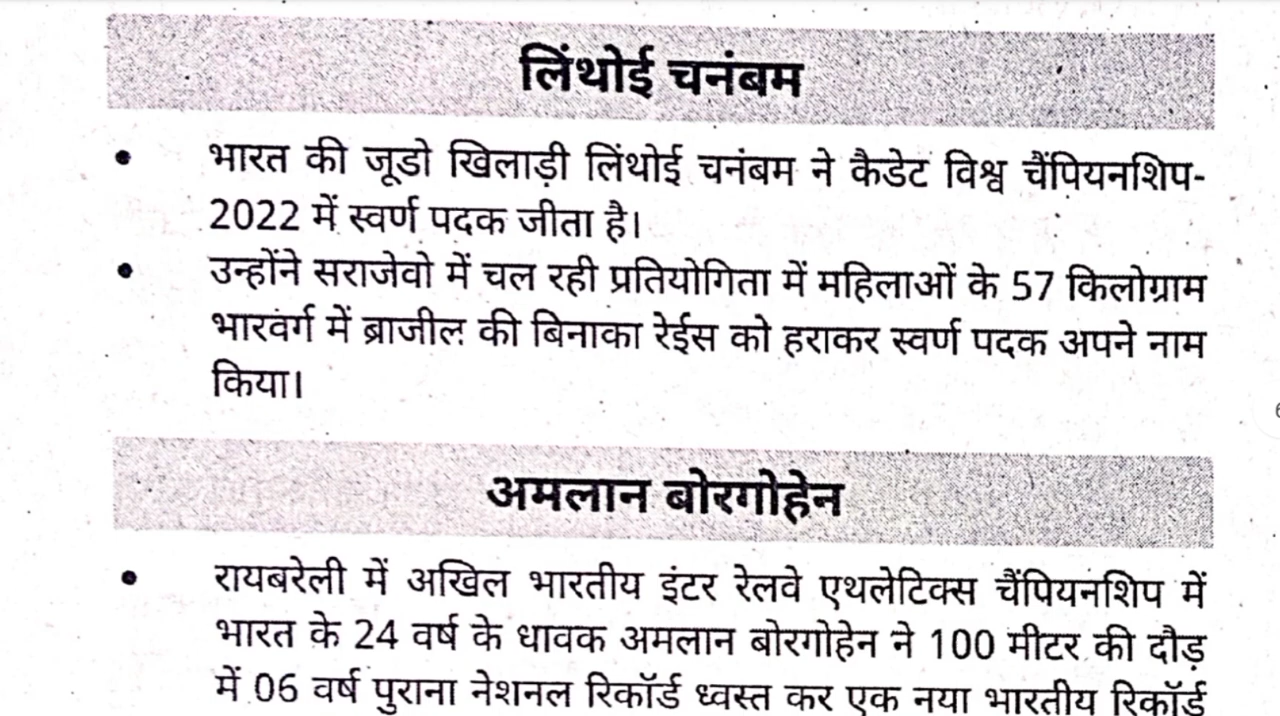 लिंथोई चनंबम
• भारत की जूडो खिलाड़ी लिंथोई चनंबम ने कैडेट विश्व चैंपियनशिप-
2022 में स्वर्ण पदक जीता है।
• उन्होंने सराजेवो में चल रही प्रतियोगिता में महिलाओं के 57 किलोग्राम
भारवर्ग में ब्राजील की बिनाका रेईस को हराकर स्वर्ण पदक अपने नाम
किया।
अमलान बोरगोहेन
• रायबरेली में अखिल भारतीय इंटर रेलवे एथलेटिक्स चैंपियनशिप में
भारत के 24 वर्ष के धावक अमलान बोरगोहेन ने 100 मीटर की दौड़
में 06 वर्ष पुराना नेशनल रिकॉर्ड ध्वस्त कर एक नया भारतीय रिकॉर्ड